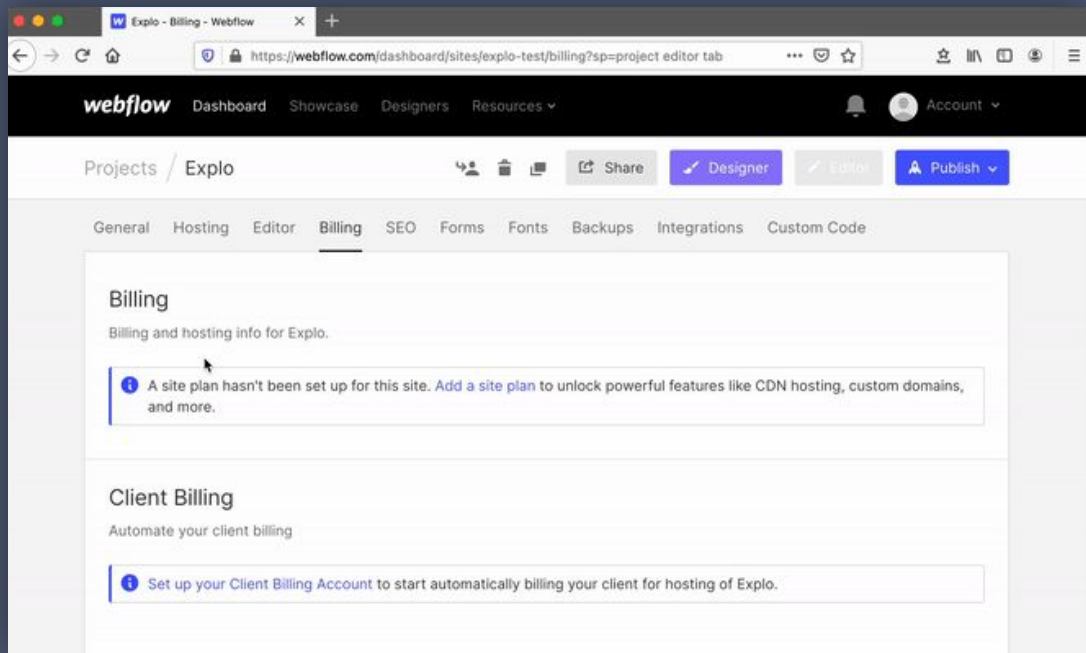 Explo - Billing - Webflow
https://webflow.com/dashboard/sites/explo-test/billing?sp=project editor tab
webflow Dashboard Showcase Designers Resources Account
Projects / Explo Share Designer Editor Publish
General Hosting Editor Billing SEO Forms Fonts Backups Integrations Custom Code
Billing
Billing and hosting info for Explo.
A site plan hasn't been set up for this site. Add a site plan to unlock powerful features like CDN hosting, custom domains,
and more.
Client Billing
Automate your client billing
Set up your Client Billing Account to start automatically billing your client for hosting of Explo.